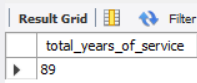 Result Grid Filter
total_years_of_service
89